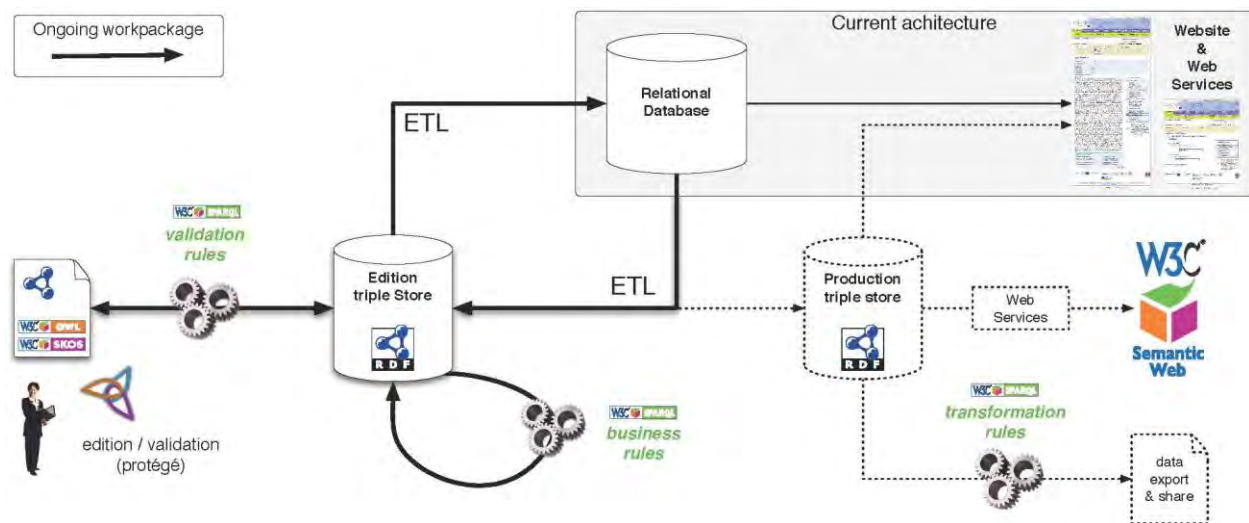 Ongoing workpackage
Current achitecture
Website
&
Web
Services
Relational
Database
ETL
W3C SPARQL
validation
rules
Edition
triple Store
RDF
ETL
Production
triple store
RDF
Web
Services
W3C
Semantic
Web
W3C OWL
W3C SKOS
edition / validation
(protégé)
W3C SPARQL
business
rules
W3C SPARQL
transformation
rules
data
export
& share